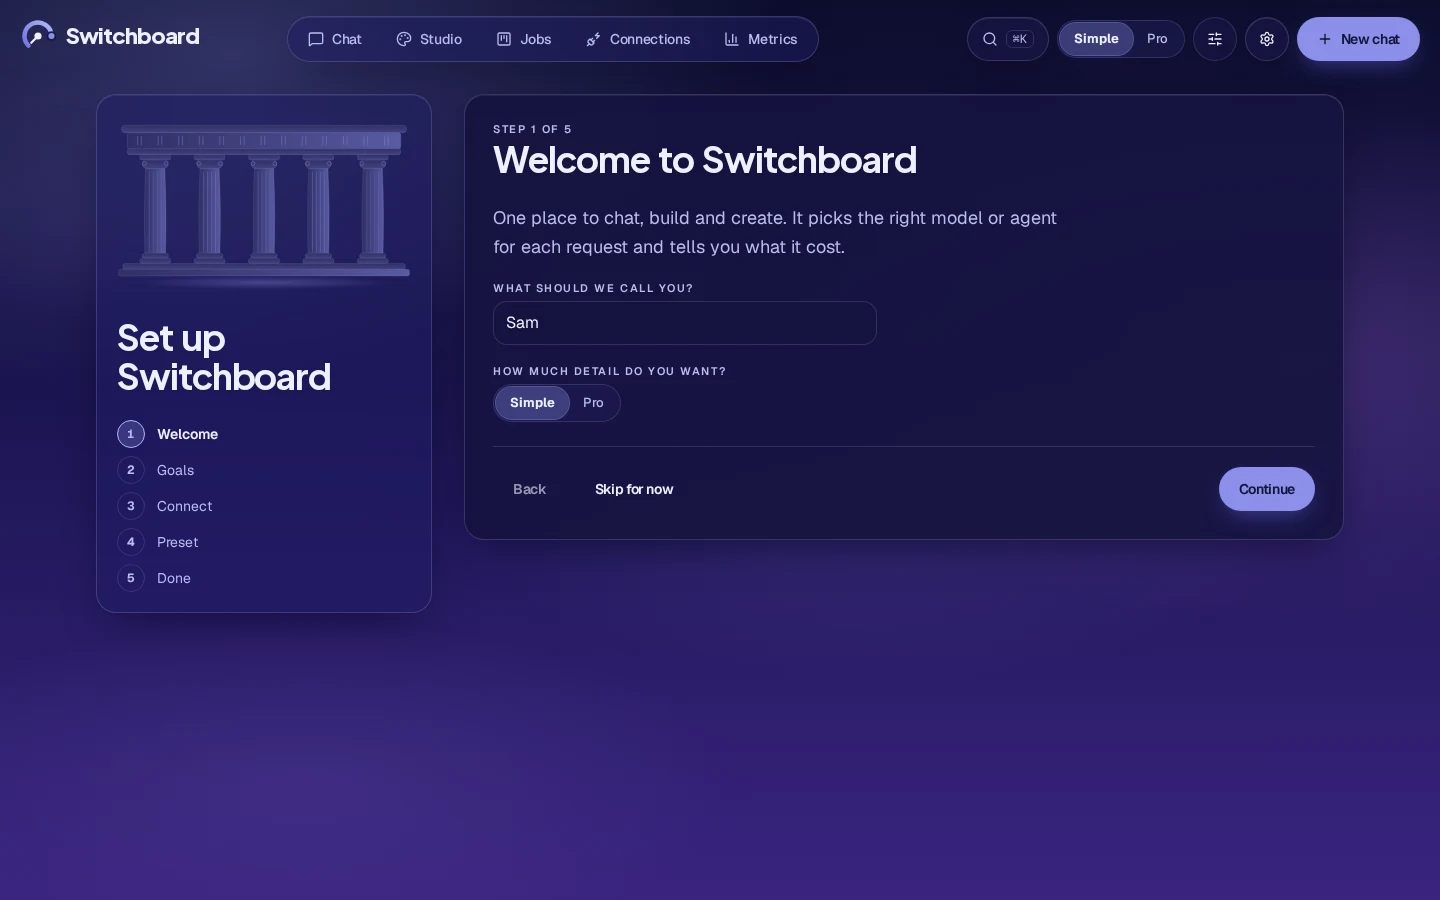 Switchboard
Chat
Studio
Jobs
Connections
Metrics
⌘K
Simple
Pro
New chat
Set up
Switchboard
1 Welcome
2 Goals
3 Connect
4 Preset
5 Done
STEP 1 OF 5
Welcome to Switchboard
One place to chat, build and create. It picks the right model or agent
for each request and tells you what it cost.
WHAT SHOULD WE CALL YOU?
Sam
HOW MUCH DETAIL DO YOU WANT?
Simple
Pro
Back
Skip for now
Continue